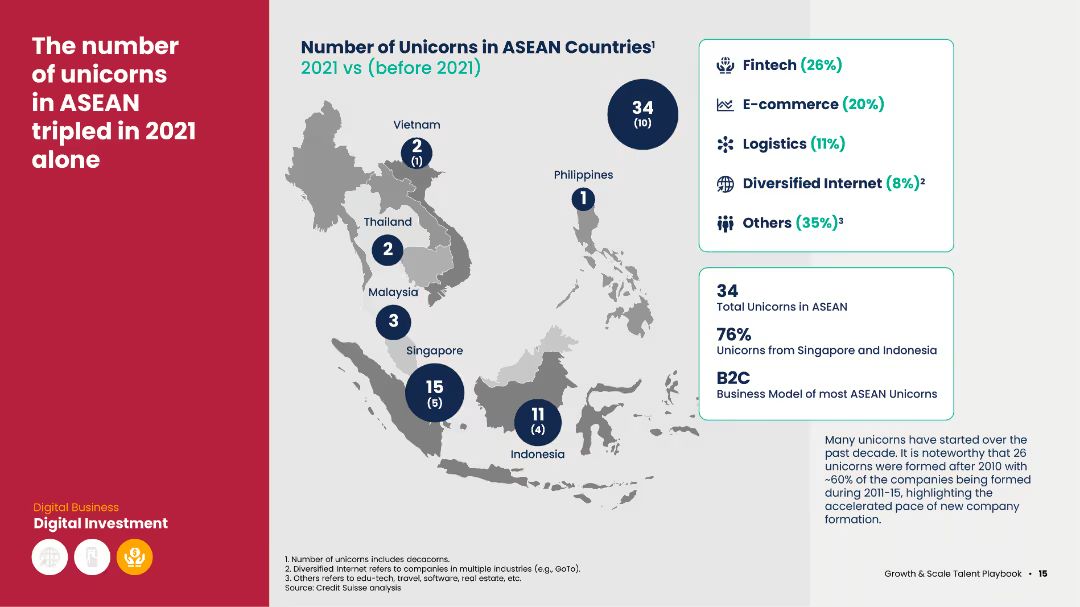 The number
of unicorns
in ASEAN
tripled in 2021
alone
Digital Business
Digital Investment
Number of Unicorns in ASEAN Countries¹
2021 vs (before 2021)
34
(10)
Vietnam
2
(1)
Philippines
1
Thailand
2
Malaysia
3
Singapore
15
(5)
11
(4)
Indonesia
Fintech (26%)
E-commerce (20%)
Logistics (11%)
Diversified Internet (8%)²
Others (35%)³
34
Total Unicorns in ASEAN
76%
Unicorns from Singapore and Indonesia
B2C
Business Model of most ASEAN Unicorns
Many unicorns have started over the
past decade. It is noteworthy that 26
unicorns were formed after 2010 with
~60% of the companies being formed
during 2011-15, highlighting the
accelerated pace of new company
formation.
1. Number of unicorns includes decacorns.
2. Diversified Internet refers to companies in multiple industries (e.g., GoTo).
3. Others refers to edu-tech, travel, software, real estate, etc.
Source: Credit Suisse analysis
Growth & Scale Talent Playbook • 15